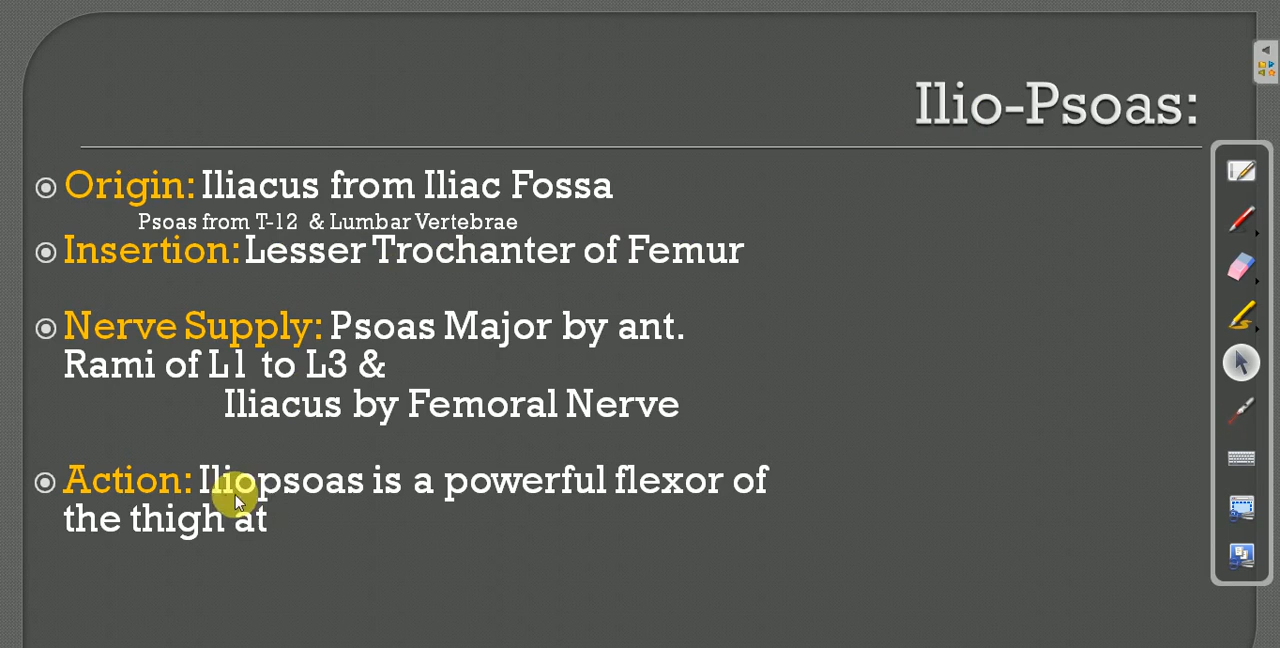 Ilio-Psoas:
Origin: Iliacus from Iliac Fossa
Psoas from T-12 & Lumbar Vertebrae
Insertion: Lesser Trochanter of Femur
Nerve Supply: Psoas Major by ant.
Rami of L1 to L3 &
Iliacus by Femoral Nerve
Action: Iliopsoas is a powerful flexor of
the thigh at